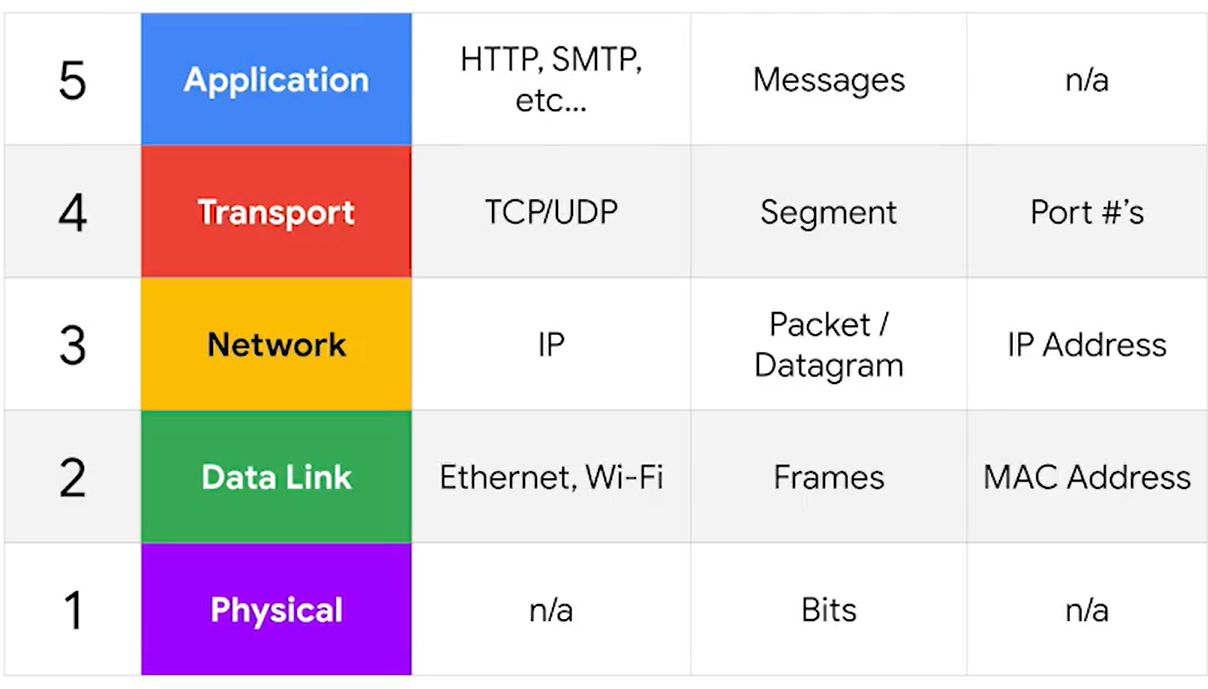 5 Application HTTP, SMTP, etc... Messages n/a
4 Transport TCP/UDP Segment Port #’s
3 Network IP Packet / Datagram IP Address
2 Data Link Ethernet, Wi-Fi Frames MAC Address
1 Physical n/a Bits n/a